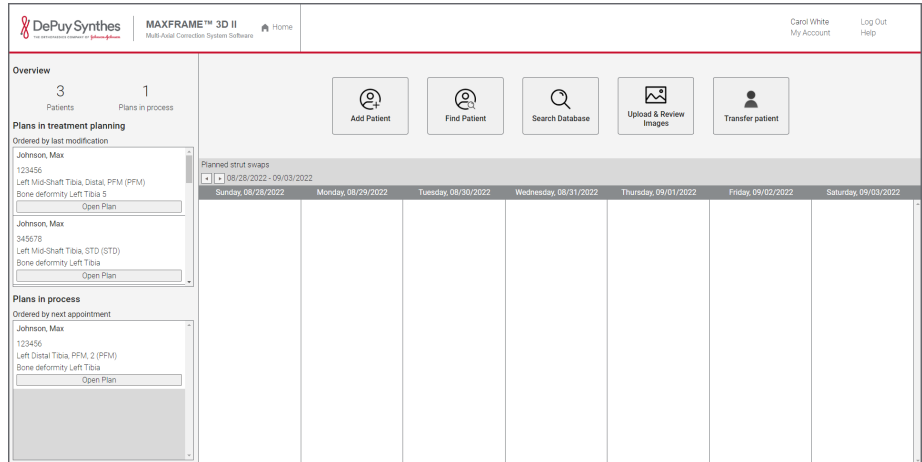 DePuy Synthes
THE ORTHOPAEDICS COMPANY OF Johnson & Johnson
MAXFRAME™ 3D II
Multi-Axial Correction System Software
Home
Carol White
My Account
Log Out
Help
Overview
3
Patients
1
Plans in process
Plans in treatment planning
Ordered by last modification
Johnson, Max
123456
Left Mid-Shaft Tibia, Distal, PFM (PFM)
Bone deformity Left Tibia 5
Open Plan
Johnson, Max
345678
Left Mid-Shaft Tibia, STD (STD)
Bone deformity Left Tibia
Open Plan
Plans in process
Ordered by next appointment
Johnson, Max
123456
Left Distal Tibia, PFM, 2 (PFM)
Bone deformity Left Tibia
Open Plan
Add Patient
Find Patient
Search Database
Upload & Review
Images
Transfer patient
Planned strut swaps
08/28/2022 - 09/03/2022
Sunday, 08/28/2022
Monday, 08/29/2022
Tuesday, 08/30/2022
Wednesday, 08/31/2022
Thursday, 09/01/2022
Friday, 09/02/2022
Saturday, 09/03/2022